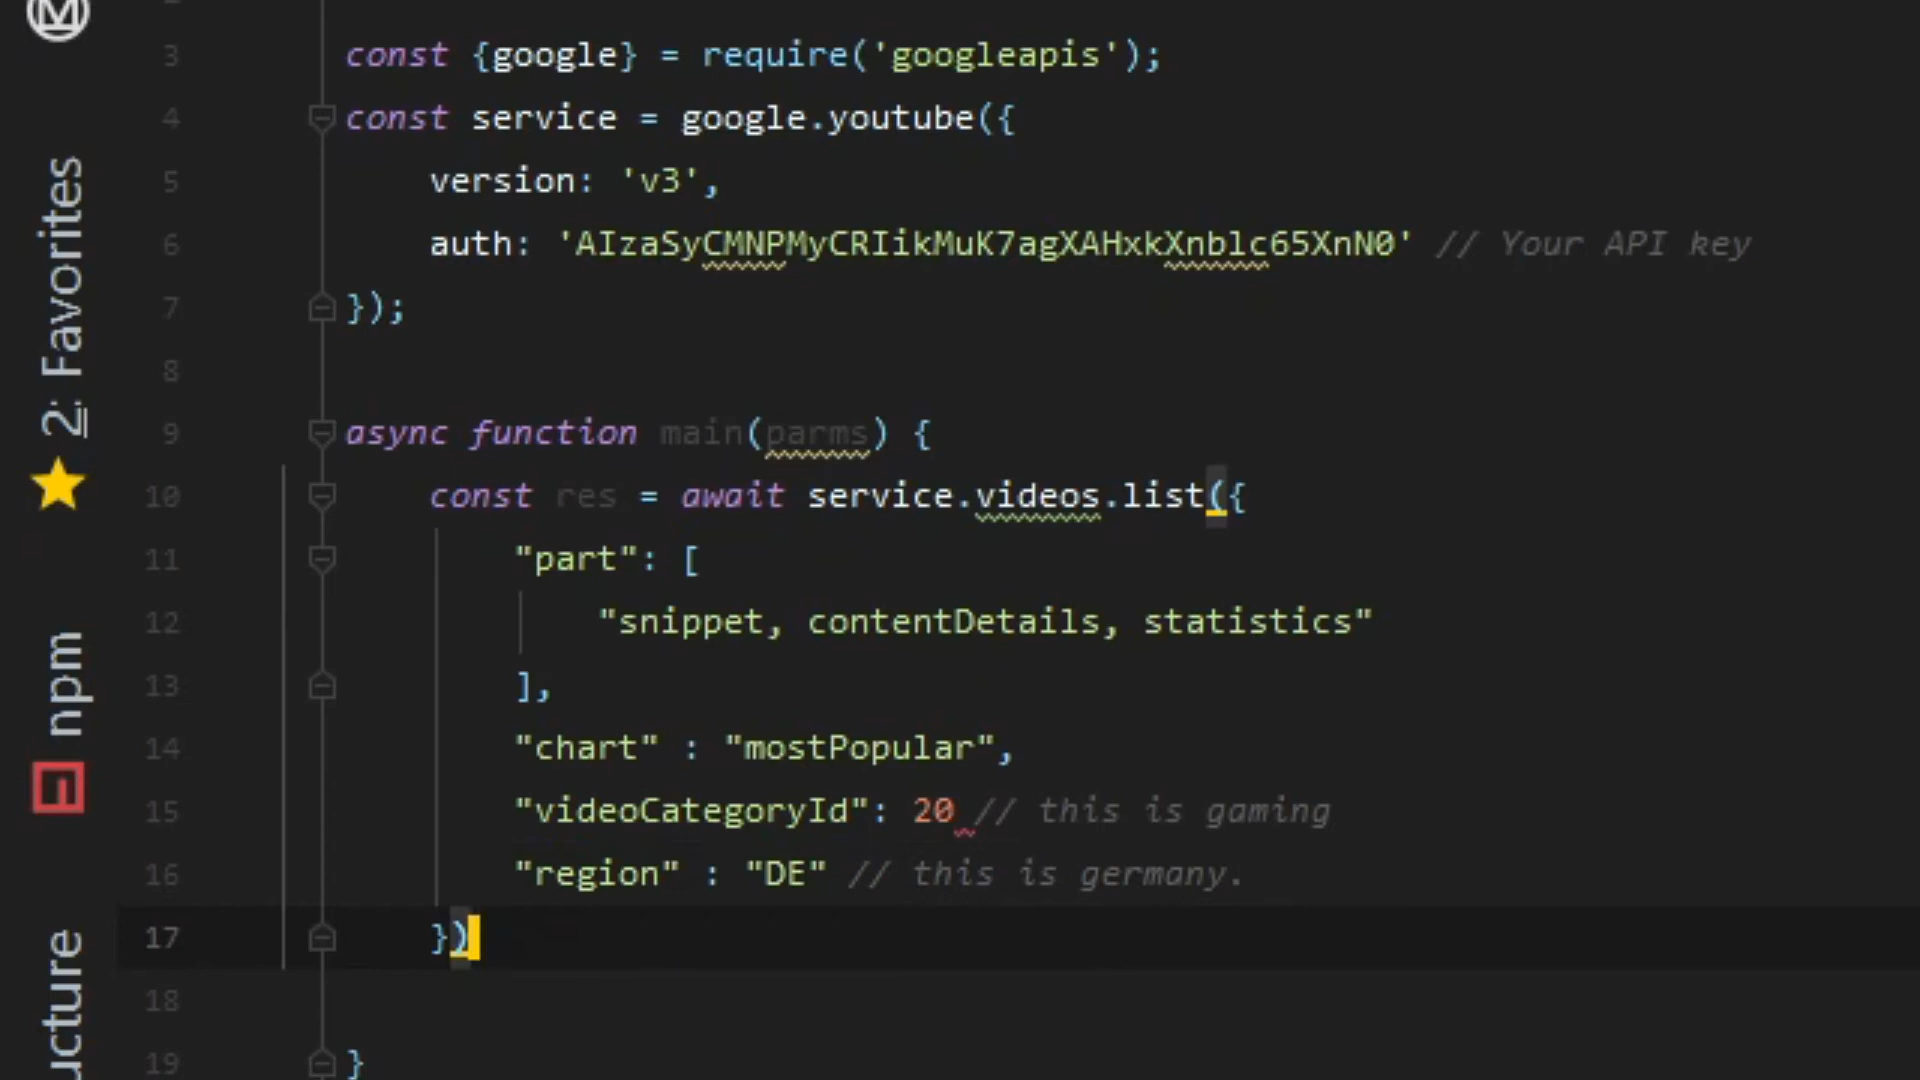 3 const {google} = require('googleapis');
4 const service = google.youtube({
5 version: 'v3',
6 auth: 'AIzaSyCMNPMyCRIikMuK7agXAHxkXnblc65XnN0' // Your API key
7 });
8
9 async function main(parms) {
10 const res = await service.videos.list({
11 "part": [
12 "snippet, contentDetails, statistics"
13 ],
14 "chart" : "mostPopular",
15 "videoCategoryId": 20 // this is gaming
16 "region" : "DE" // this is germany.
17 })
18
19 }
2: Favorites
npm
ucture